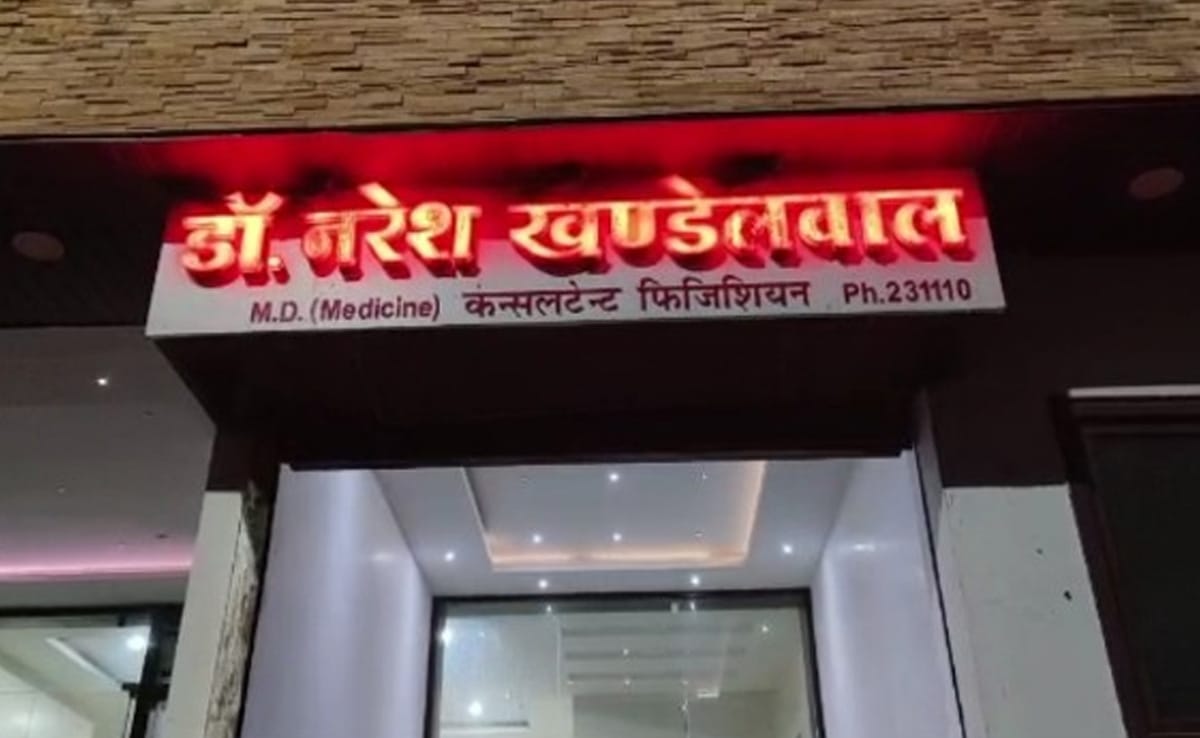 डॉ. नरेश खण्डेलवाल
M.D. (Medicine) कंन्सलटेन्ट फिजिशियन Ph.231110